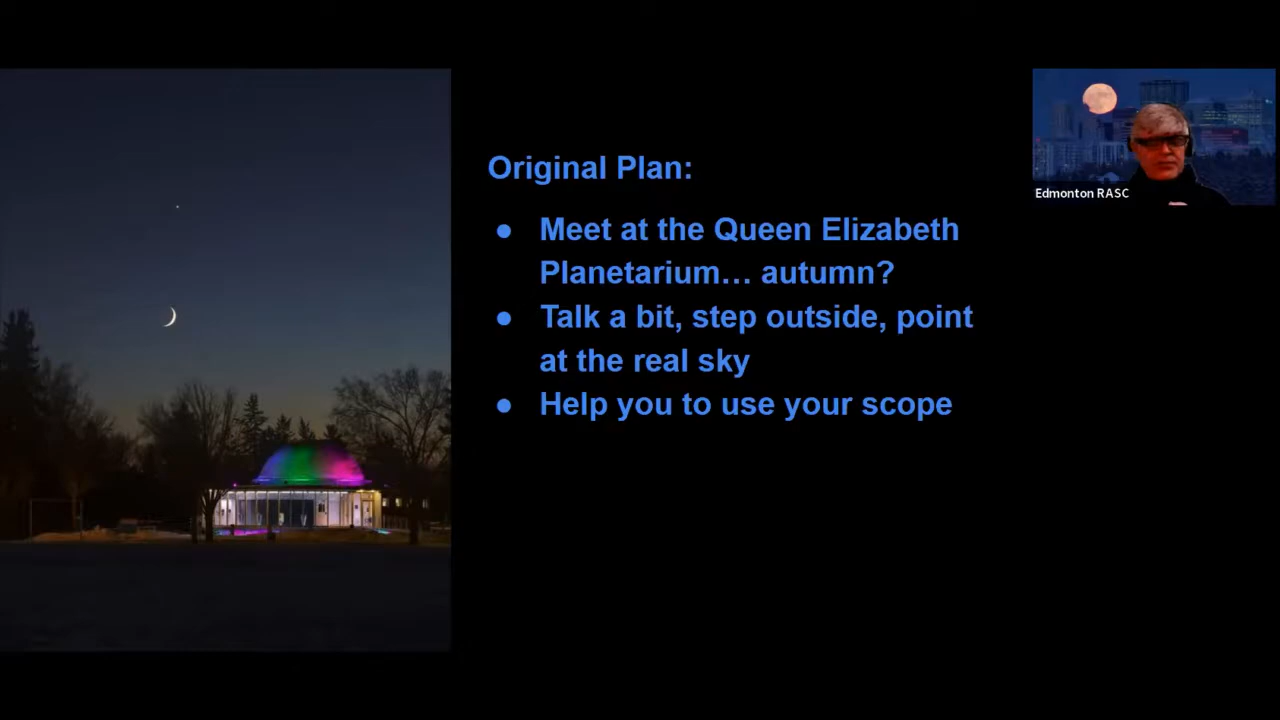 Original Plan:
● Meet at the Queen Elizabeth
Planetarium... autumn?
● Talk a bit, step outside, point
at the real sky
● Help you to use your scope
Edmonton RASC